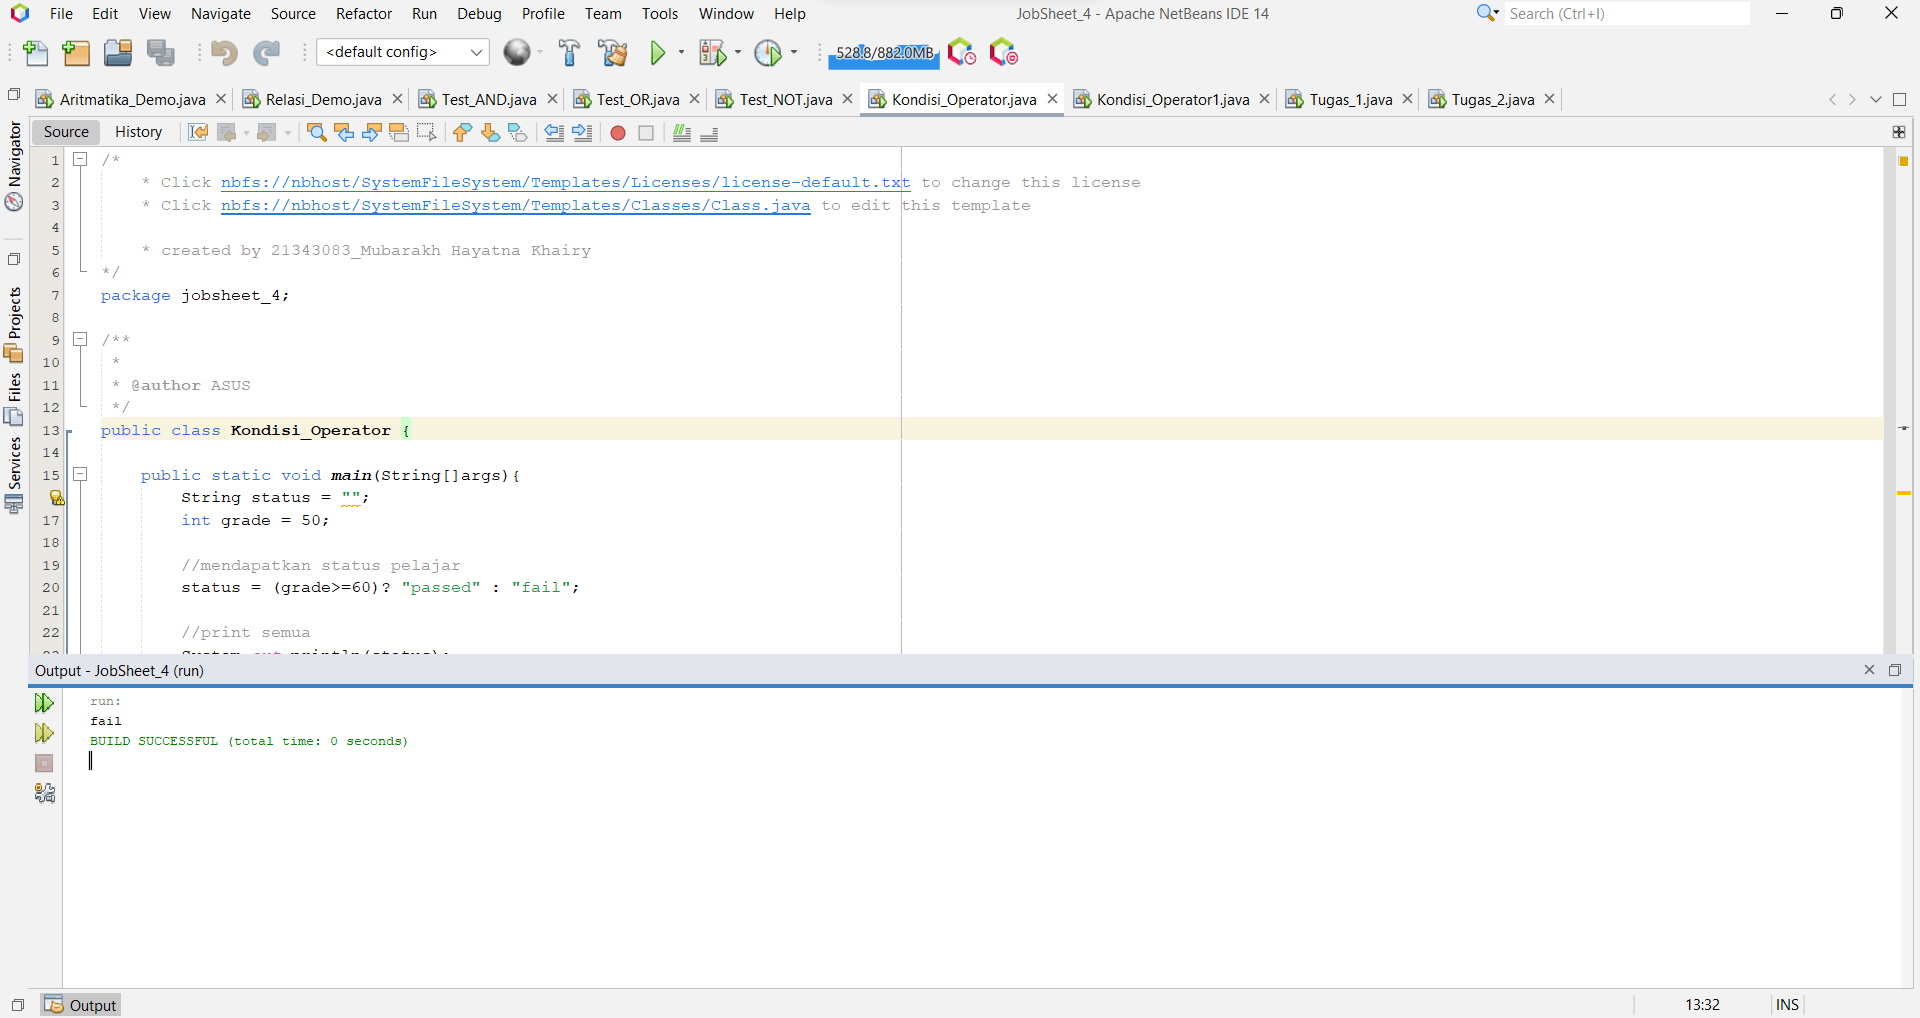 File Edit View Navigate Source Refactor Run Debug Profile Team Tools Window Help JobSheet_4 - Apache NetBeans IDE 14 Search (Ctrl+I)
<default config> 528.8/882.0MB
Aritmatika_Demo.java Relasi_Demo.java Test_AND.java Test_OR.java Test_NOT.java Kondisi_Operator.java Kondisi_Operator1.java Tugas_1.java Tugas_2.java
Source History
Navigator
Projects
Files
Services
1 /*
2 * Click nbfs://nbhost/SystemFileSystem/Templates/Licenses/license-default.txt to change this license
3 * Click nbfs://nbhost/SystemFileSystem/Templates/Classes/Class.java to edit this template
4
5 * created by 21343083_Mubarakh Hayatna Khairy
6 */
7 package jobsheet_4;
8
9 /**
10 *
11 * @author ASUS
12 */
13 public class Kondisi_Operator {
14
15 public static void main(String[]args){
String status = "";
17 int grade = 50;
18
19 //mendapatkan status pelajar
20 status = (grade>=60)? "passed" : "fail";
21
22 //print semua
System.out.println(status);
Output - JobSheet_4 (run)
run:
fail
BUILD SUCCESSFUL (total time: 0 seconds)
Output 13:32 INS